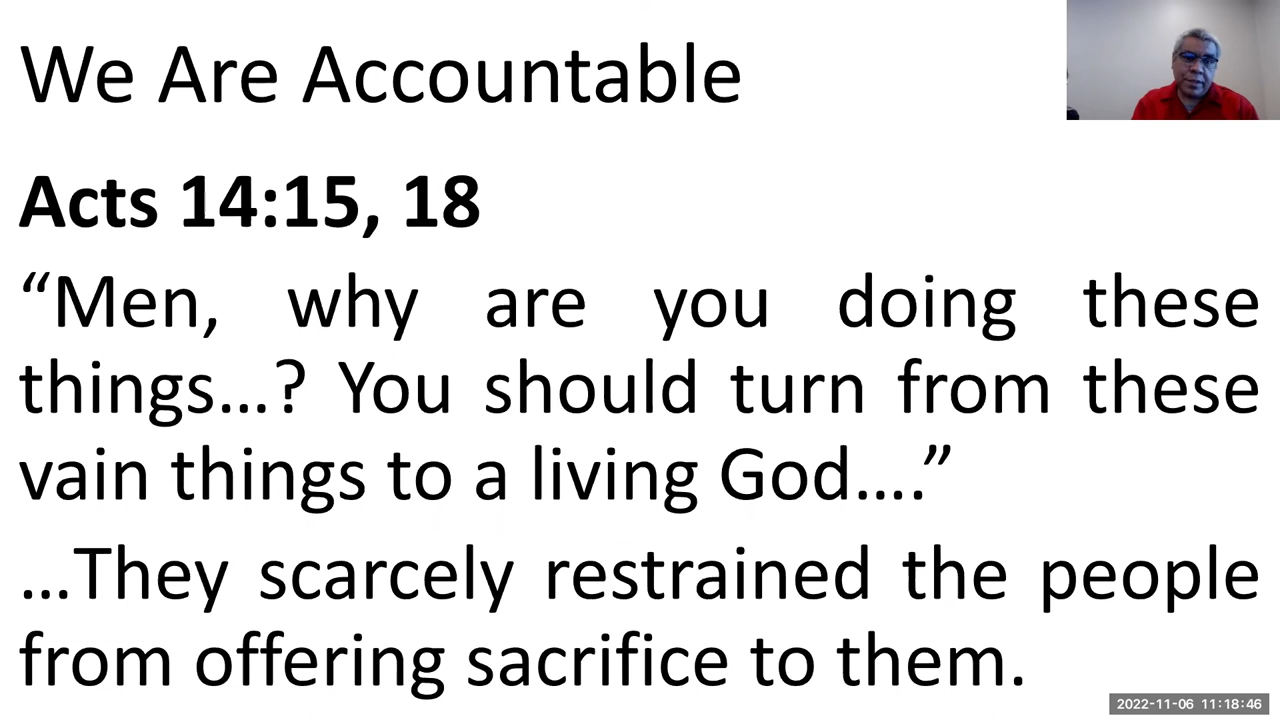 We Are Accountable
Acts 14:15, 18
“Men, why are you doing these
things…? You should turn from these
vain things to a living God….”
…They scarcely restrained the people
from offering sacrifice to them.
2022-11-06 11:18:46